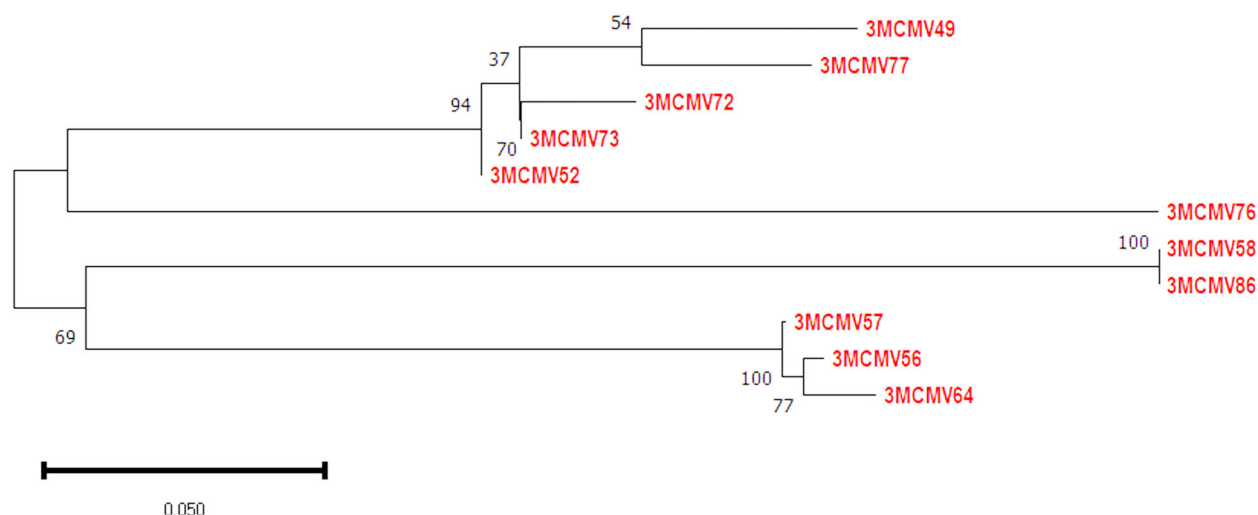 54
3MCMV49
37
3MCMV77
94
3MCMV72
70
3MCMV73
3MCMV52
3MCMV76
100
3MCMV58
3MCMV86
69
3MCMV57
100
3MCMV56
77
3MCMV64
0.050